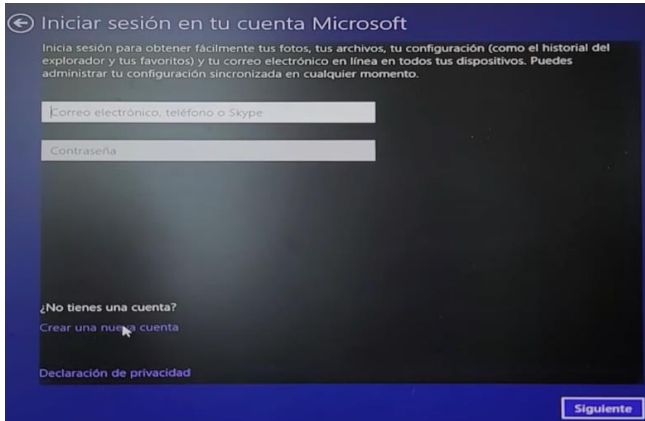 Iniciar sesión en tu cuenta Microsoft
Inicia sesión para obtener fácilmente tus fotos, tus archivos, tu configuración (como el historial del
explorador y tus favoritos) y tu correo electrónico en línea en todos tus dispositivos. Puedes
administrar tu configuración sincronizada en cualquier momento.
Correo electrónico, teléfono o Skype
Contraseña
¿No tienes una cuenta?
Crear una nueva cuenta
Declaración de privacidad
Siguiente